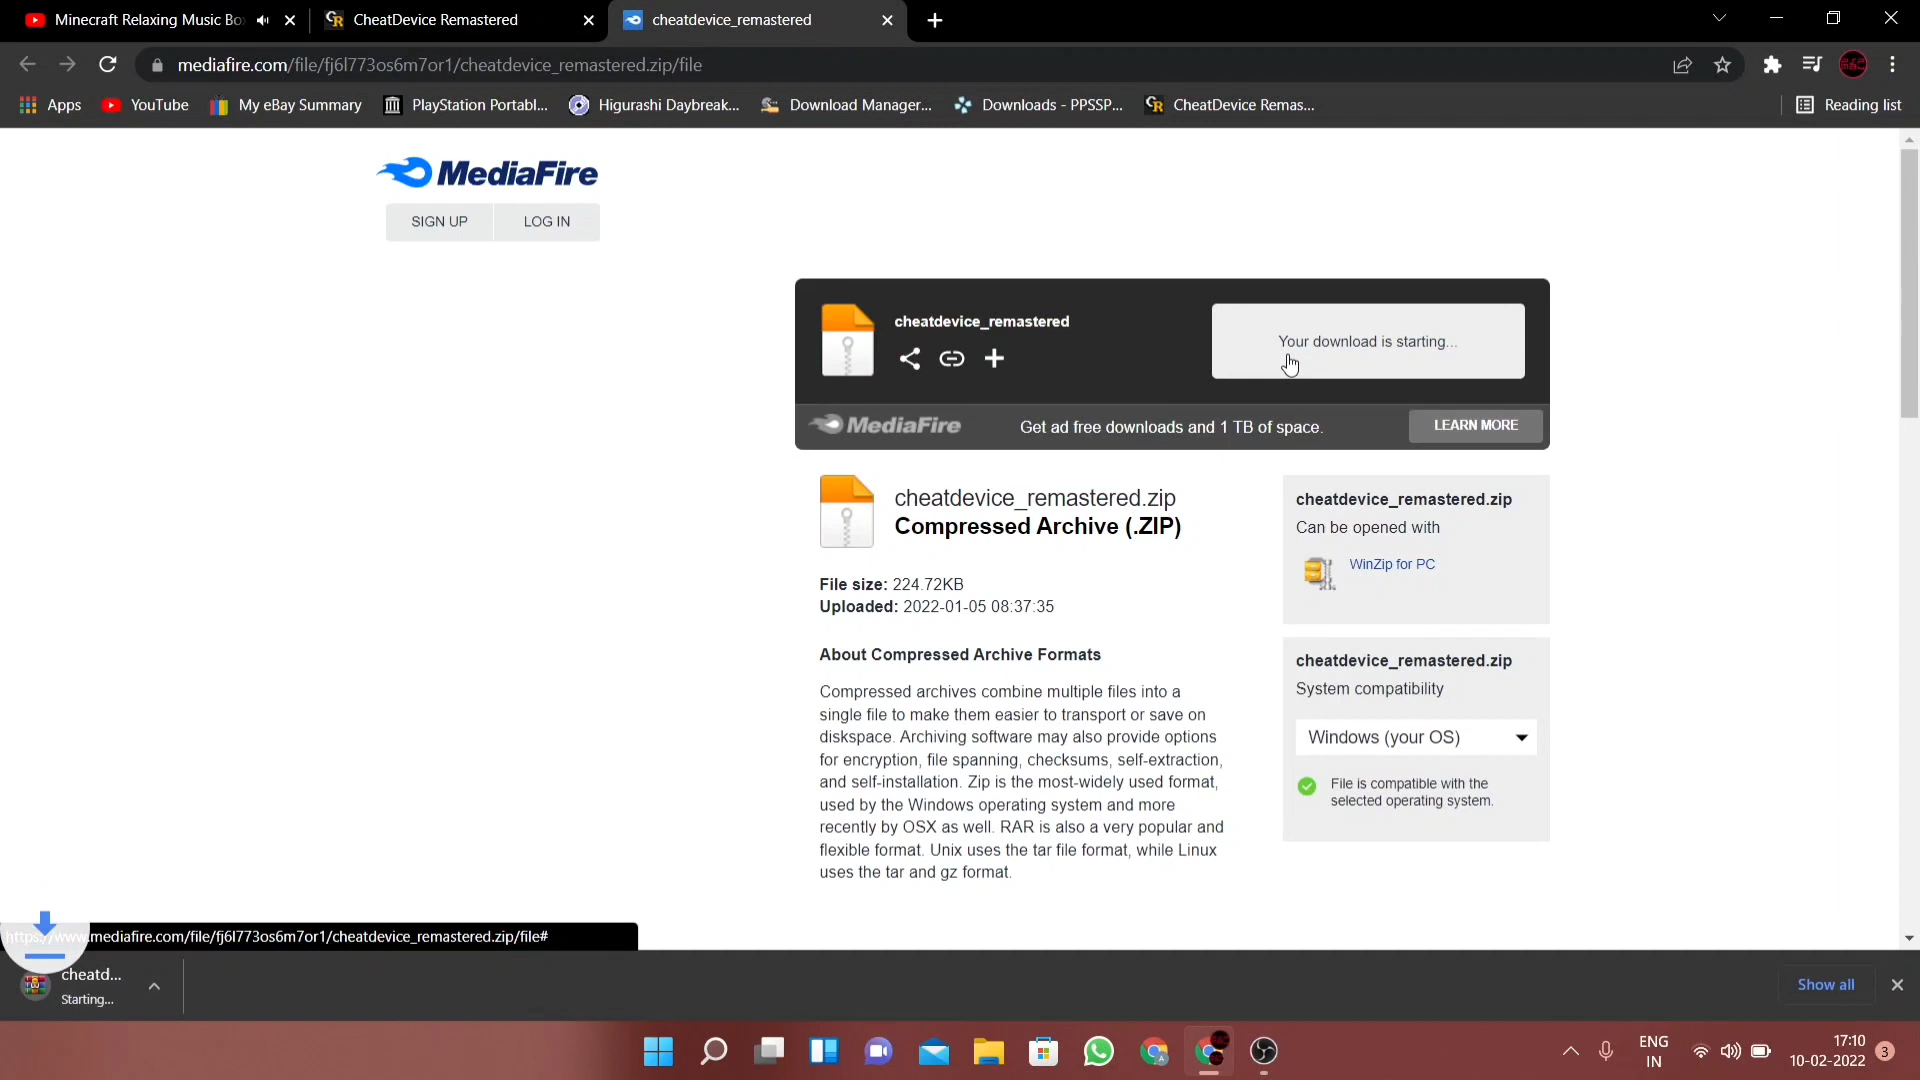 Minecraft Relaxing Music Bo
CheatDevice Remastered
cheatdevice_remastered
mediafire.com/file/fj6l773os6m7or1/cheatdevice_remastered.zip/file
Apps
YouTube
My eBay Summary
PlayStation Portabl...
Higurashi Daybreak...
Download Manager...
Downloads - PPSSP...
CheatDevice Remas...
Reading list
MediaFire
SIGN UP
LOG IN
cheatdevice_remastered
Your download is starting...
MediaFire
Get ad free downloads and 1 TB of space.
LEARN MORE
cheatdevice_remastered.zip
Compressed Archive (.ZIP)
File size: 224.72KB
Uploaded: 2022-01-05 08:37:35
About Compressed Archive Formats
Compressed archives combine multiple files into a
single file to make them easier to transport or save on
diskspace. Archiving software may also provide options
for encryption, file spanning, checksums, self-extraction,
and self-installation. Zip is the most-widely used format,
used by the Windows operating system and more
recently by OSX as well. RAR is also a very popular and
flexible format. Unix uses the tar file format, while Linux
uses the tar and gz format.
cheatdevice_remastered.zip
Can be opened with
WinZip for PC
cheatdevice_remastered.zip
System compatibility
Windows (your OS)
File is compatible with the
selected operating system.
https://www.mediafire.com/file/fj6l773os6m7or1/cheatdevice_remastered.zip/file#
cheatd...
Starting...
Show all
ENG
IN
17:10
10-02-2022
3